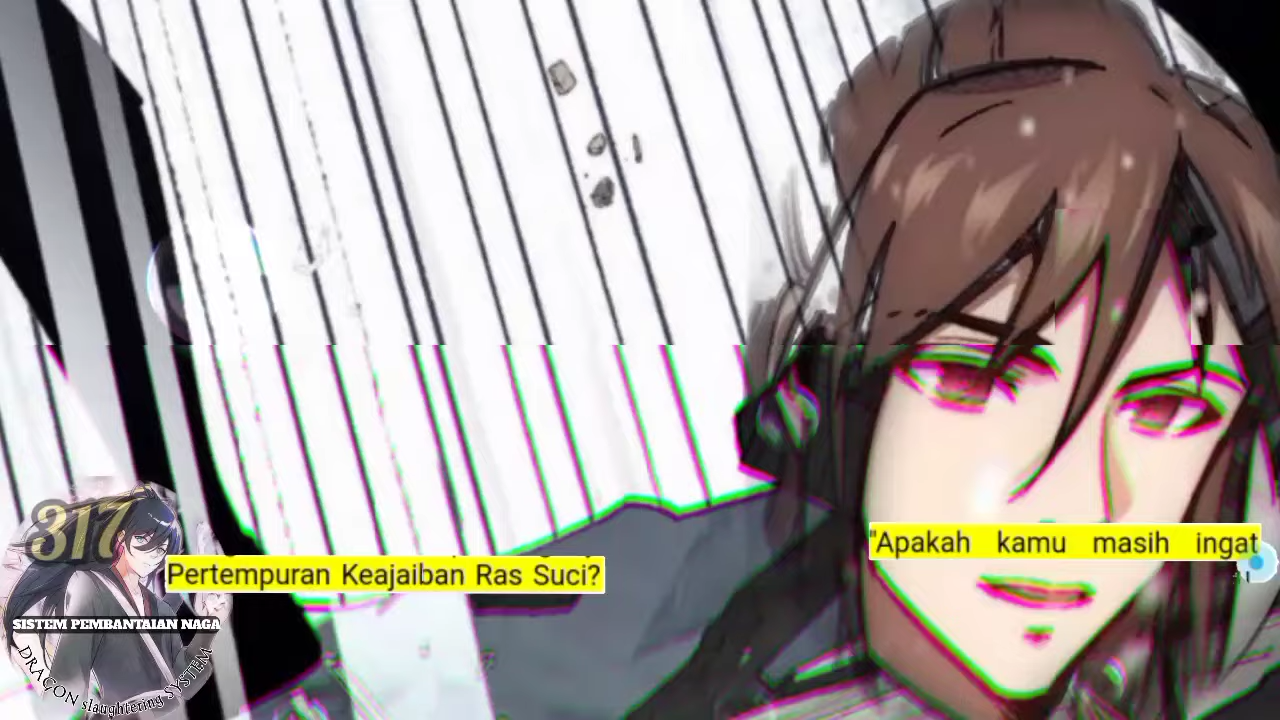 "Apakah kamu masih ingat
Pertempuran Keajaiban Ras Suci?
317
SISTEM PEMBANTAIAN NAGA
DRAGON slaughtering SYSTEM